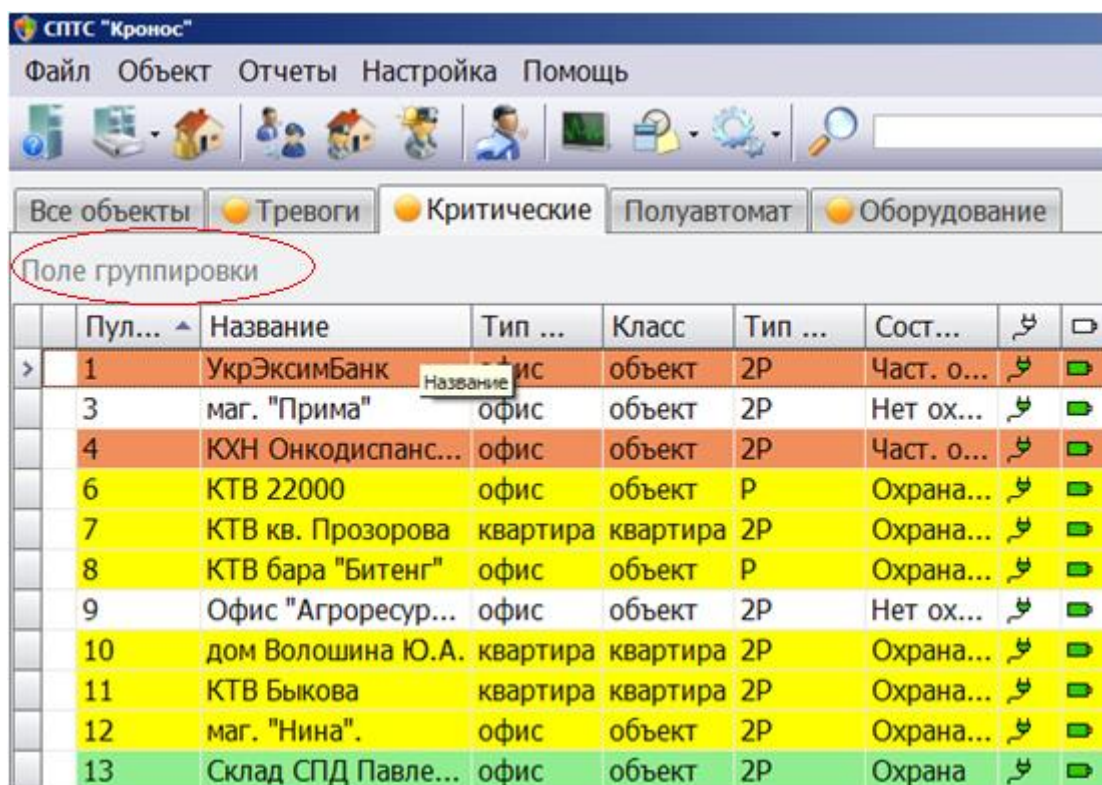 СПТС "Кронос"
Файл Объект Отчеты Настройка Помощь
Все объекты Тревоги Критические Полуавтомат Оборудование
Поле группировки
Пул... Название Тип ... Класс Тип ... Сост...
1 УкрЭксимБанк офис объект 2Р Част. о...
Название
3 маг. "Прима" офис объект 2Р Нет ох...
4 КХН Онкодиспанс... офис объект 2Р Част. о...
6 КТВ 22000 офис объект Р Охрана...
7 КТВ кв. Прозорова квартира квартира 2Р Охрана...
8 КТВ бара "Битенг" офис объект Р Охрана...
9 Офис "Агроресур... офис объект 2Р Нет ох...
10 дом Волошина Ю.А. квартира квартира 2Р Охрана...
11 КТВ Быкова квартира квартира 2Р Охрана...
12 маг. "Нина". офис объект 2Р Охрана...
13 Склад СПД Павле... офис объект 2Р Охрана